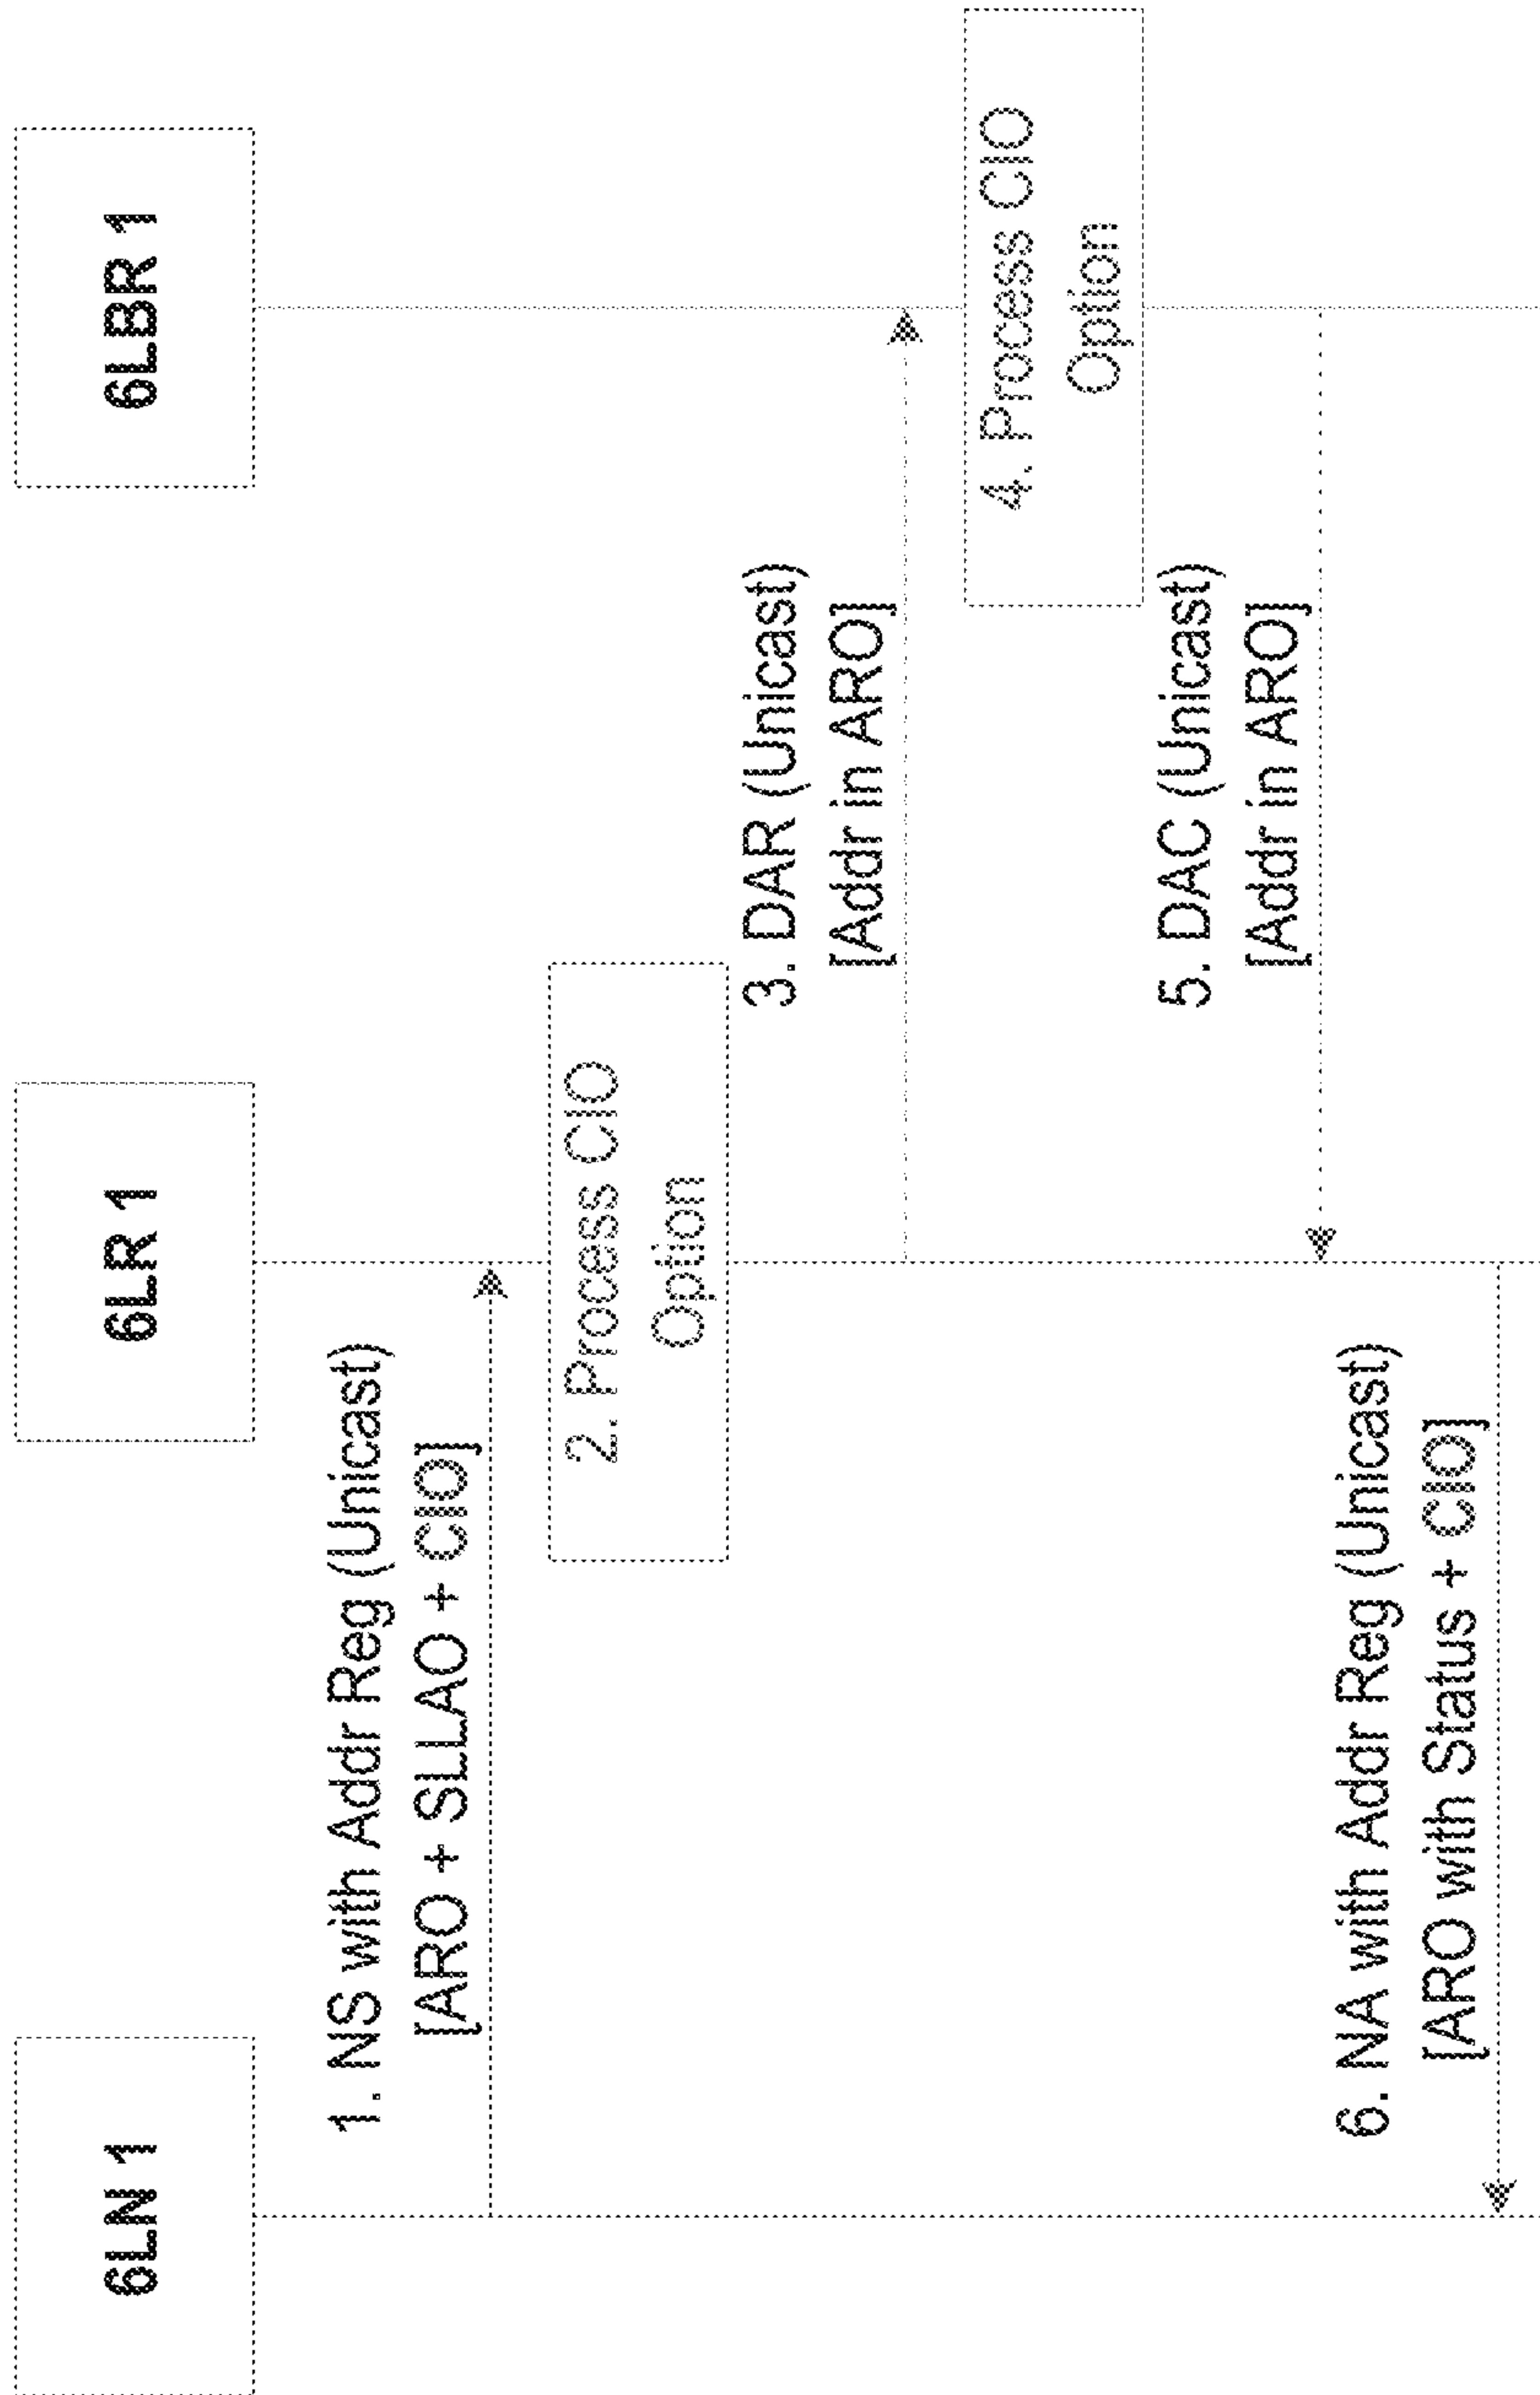 6LN 1
6LR 1
6LBR 1
1. NS with Addr Reg (Unicast)
[ARO + SLLAO + CIO]
2. Process CIO
Option
3. DAR (Unicast)
[Addr in ARO]
4. Process CIO
Option
5. DAC (Unicast)
[Addr in ARO]
6. NA with Addr Reg (Unicast)
[ARO with Status + CIO]